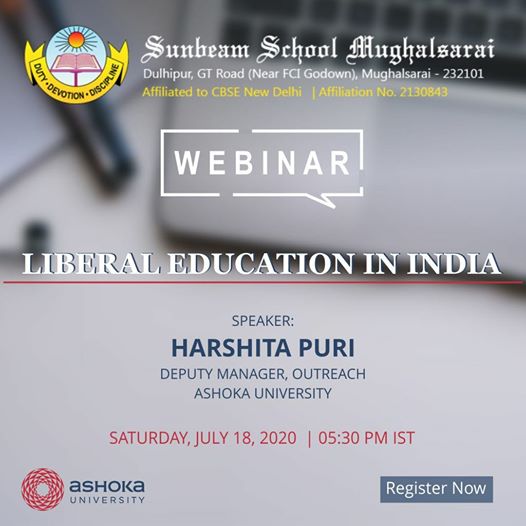 Sunbeam School Mughalsarai
Dulhipur, GT Road (Near FCI Godown), Mughalsarai - 232101
Affiliated to CBSE New Delhi | Affiliation No. 2130843
DUTY • DEVOTION • DISCIPLINE
WEBINAR
LIBERAL EDUCATION IN INDIA
SPEAKER:
HARSHITA PURI
DEPUTY MANAGER, OUTREACH
ASHOKA UNIVERSITY
SATURDAY, JULY 18, 2020 | 05:30 PM IST
ASHOKA
UNIVERSITY
Register Now